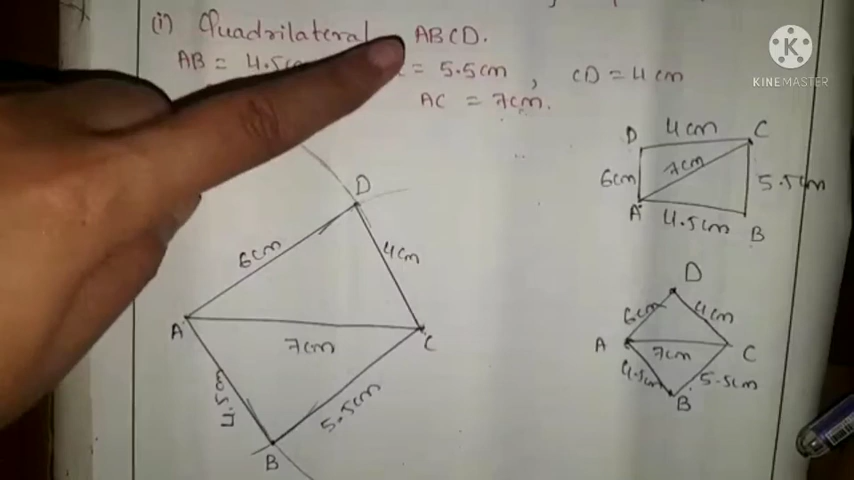 (i) Quadrilateral ABCD.
AB = 4.5cm = 5.5cm , CD = 4cm
AC = 7cm.
K
KINEMASTER
D 4cm C
6cm 7cm 5.5cm
A 4.5cm B
D
6cm 4cm
A 7cm C
4.5cm 5.5cm
B
D
6cm 4cm
A 7cm C
4.5cm 5.5cm
B